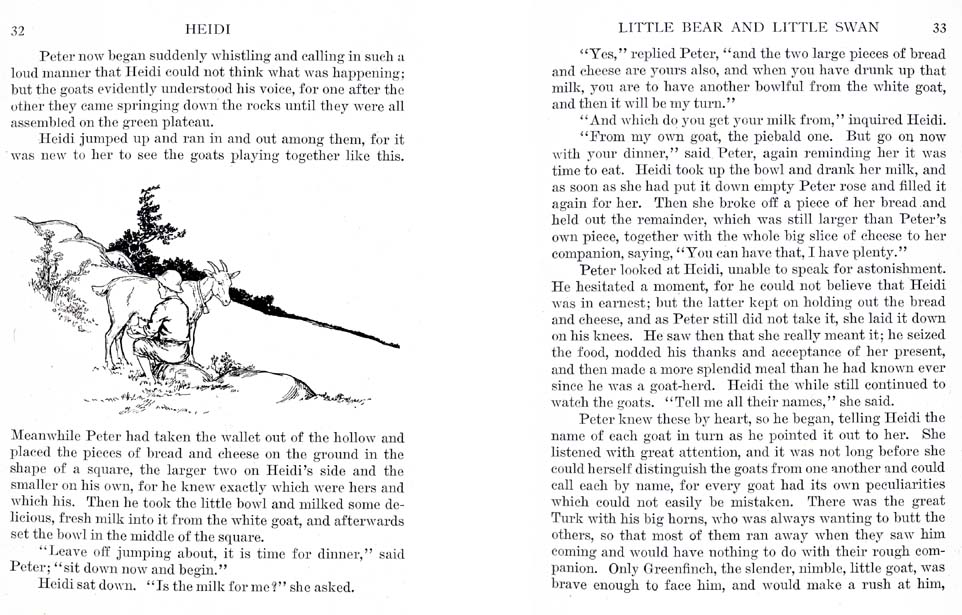 32 HEIDI
Peter now began suddenly whistling and calling in such a
loud manner that Heidi could not think what was happening;
but the goats evidently understood his voice, for one after the
other they came springing down the rocks until they were all
assembled on the green plateau.
Heidi jumped up and ran in and out among them, for it
was new to her to see the goats playing together like this.
Meanwhile Peter had taken the wallet out of the hollow and
placed the pieces of bread and cheese on the ground in the
shape of a square, the larger two on Heidi's side and the
smaller on his own, for he knew exactly which were hers and
which his. Then he took the little bowl and milked some de-
licious, fresh milk into it from the white goat, and afterwards
set the bowl in the middle of the square.
"Leave off jumping about, it is time for dinner," said
Peter; "sit down now and begin."
Heidi sat down. "Is the milk for me?" she asked.
LITTLE BEAR AND LITTLE SWAN 33
"Yes," replied Peter, "and the two large pieces of bread
and cheese are yours also, and when you have drunk up that
milk, you are to have another bowlful from the white goat,
and then it will be my turn."
"And which do you get your milk from," inquired Heidi.
"From my own goat, the piebald one. But go on now
with your dinner," said Peter, again reminding her it was
time to eat. Heidi took up the bowl and drank her milk, and
as soon as she had put it down empty Peter rose and filled it
again for her. Then she broke off a piece of her bread and
held out the remainder, which was still larger than Peter's
own piece, together with the whole big slice of cheese to her
companion, saying, "You can have that, I have plenty."
Peter looked at Heidi, unable to speak for astonishment.
He hesitated a moment, for he could not believe that Heidi
was in earnest; but the latter kept on holding out the bread
and cheese, and as Peter still did not take it, she laid it down
on his knees. He saw then that she really meant it; he seized
the food, nodded his thanks and acceptance of her present,
and then made a more splendid meal than he had known ever
since he was a goat-herd. Heidi the while still continued to
watch the goats. "Tell me all their names," she said.
Peter knew these by heart, so he began, telling Heidi the
name of each goat in turn as he pointed it out to her. She
listened with great attention, and it was not long before she
could herself distinguish the goats from one another and could
call each by name, for every goat had its own peculiarities
which could not easily be mistaken. There was the great
Turk with his big horns, who was always wanting to butt the
others, so that most of them ran away when they saw him
coming and would have nothing to do with their rough com-
panion. Only Greenfinch, the slender, nimble, little goat, was
brave enough to face him, and would make a rush at him,